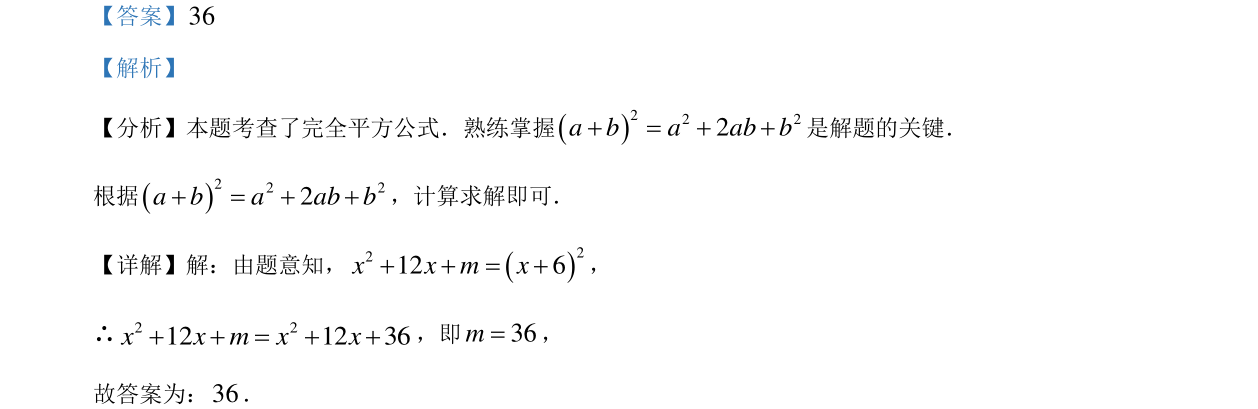 【答案】36
【解析】
【分析】本题考查了完全平方公式．熟练掌握(a+b)²=a²+2ab+b²是解题的关键．
根据(a+b)²=a²+2ab+b²，计算求解即可．
【详解】解：由题意知，x²+12x+m=(x+6)²，
∴x²+12x+m=x²+12x+36，即m=36，
故答案为：36．